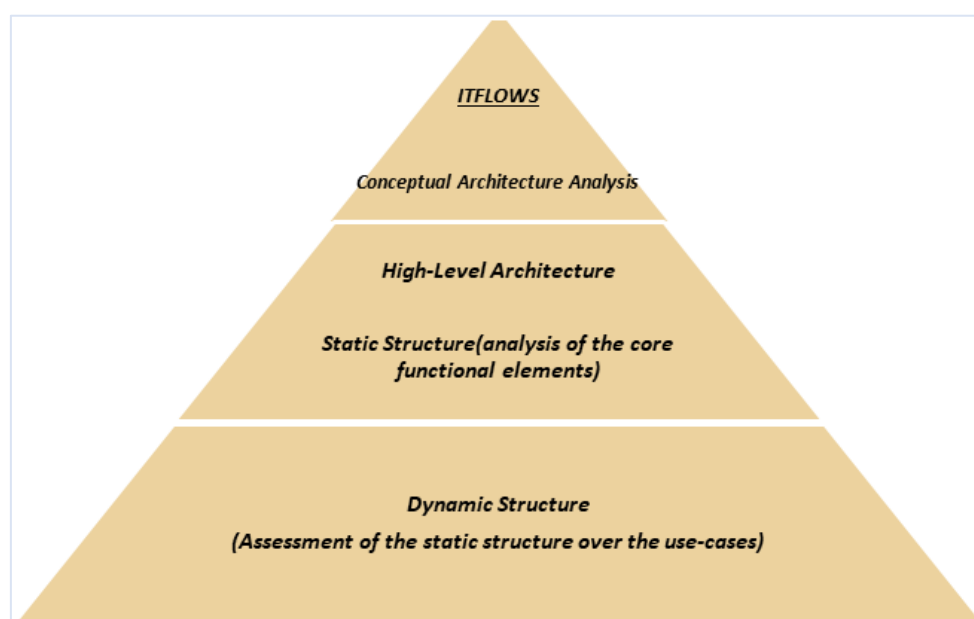 ITFLOWS
Conceptual Architecture Analysis
High-Level Architecture
Static Structure(analysis of the core
functional elements)
Dynamic Structure
(Assessment of the static structure over the use-cases)